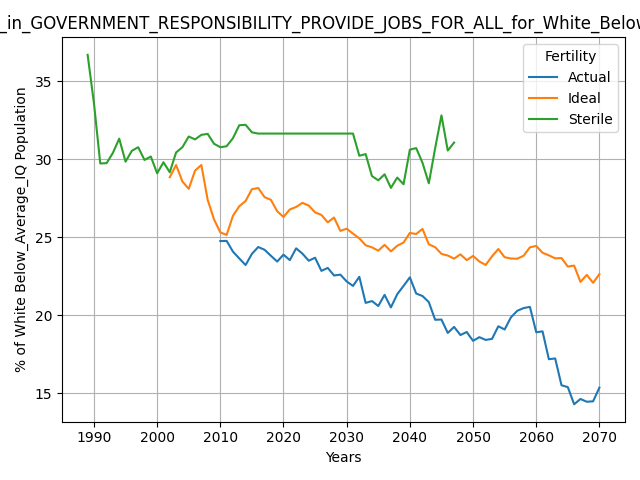 _in_GOVERNMENT_RESPONSIBILITY_PROVIDE_JOBS_FOR_ALL_for_White_Below
Fertility
Actual
Ideal
Sterile
% of White Below_Average_IQ Population
35
30
25
20
15
1990 2000 2010 2020 2030 2040 2050 2060 2070
Years